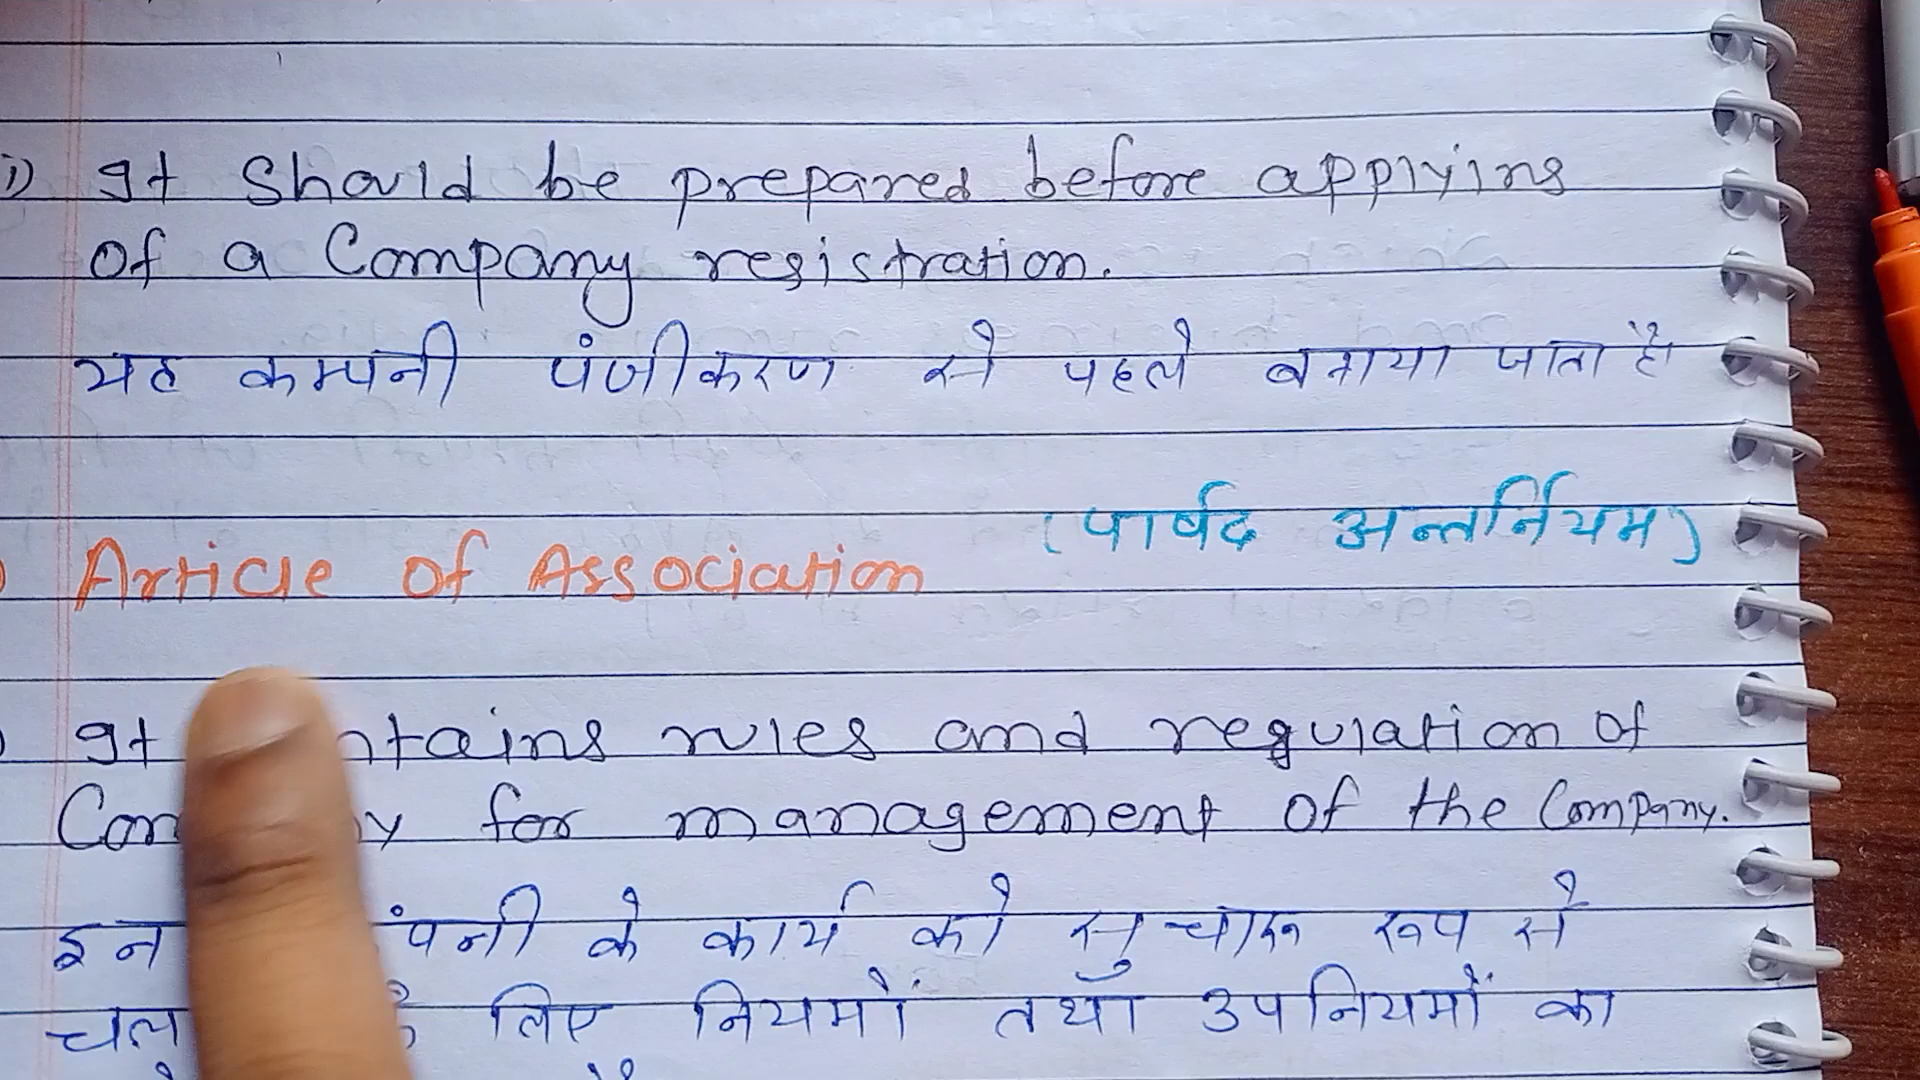 i) It should be prepared before applying
of a Company registration.
यह कम्पनी पंजीकरण से पहले बनाया जाता है।
(पार्षद अन्तर्नियम)
Article of Association
It ntains rules and regulation of
Com y for management of the Company.
इन ंपनी के कार्य को सुचारू रूप से
चल के लिए नियमों तथा उपनियमों का